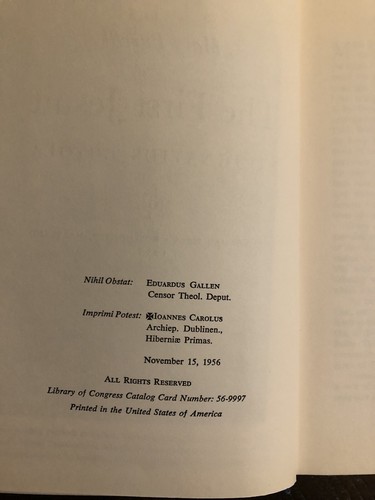 Nihil Obstat: EDUARDUS GALLEN
Censor Theol. Deput.
Imprimi Potest: ✠IOANNES CAROLUS
Archiep. Dublinen.,
Hiberniæ Primas.
November 15, 1956
ALL RIGHTS RESERVED
Library of Congress Catalog Card Number: 56-9997
Printed in the United States of America